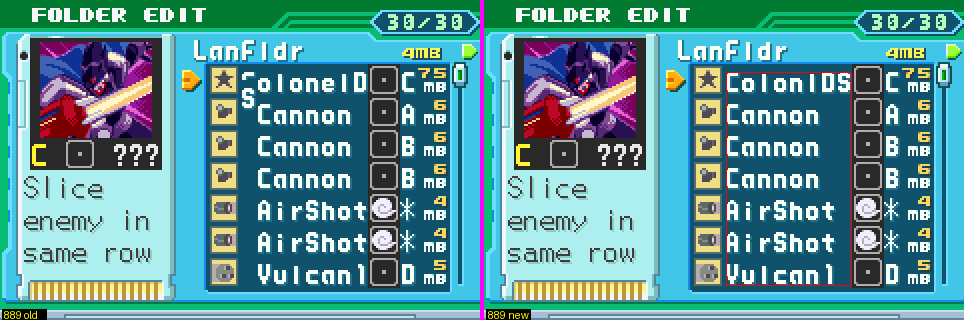 FOLDER EDIT
30/30
LanFldr
4MB
ColonelD
S
C 75 MB
Cannon A 6 MB
Cannon B 6 MB
Cannon B 6 MB
AirShot * 4 MB
AirShot * 4 MB
Vulcan1 D 5 MB
C ???
Slice
enemy in
same row
889 old
FOLDER EDIT
30/30
LanFldr
4MB
ColonlDS C 75 MB
Cannon A 6 MB
Cannon B 6 MB
Cannon B 6 MB
AirShot * 4 MB
AirShot * 4 MB
Vulcan1 D 5 MB
C ???
Slice
enemy in
same row
889 new